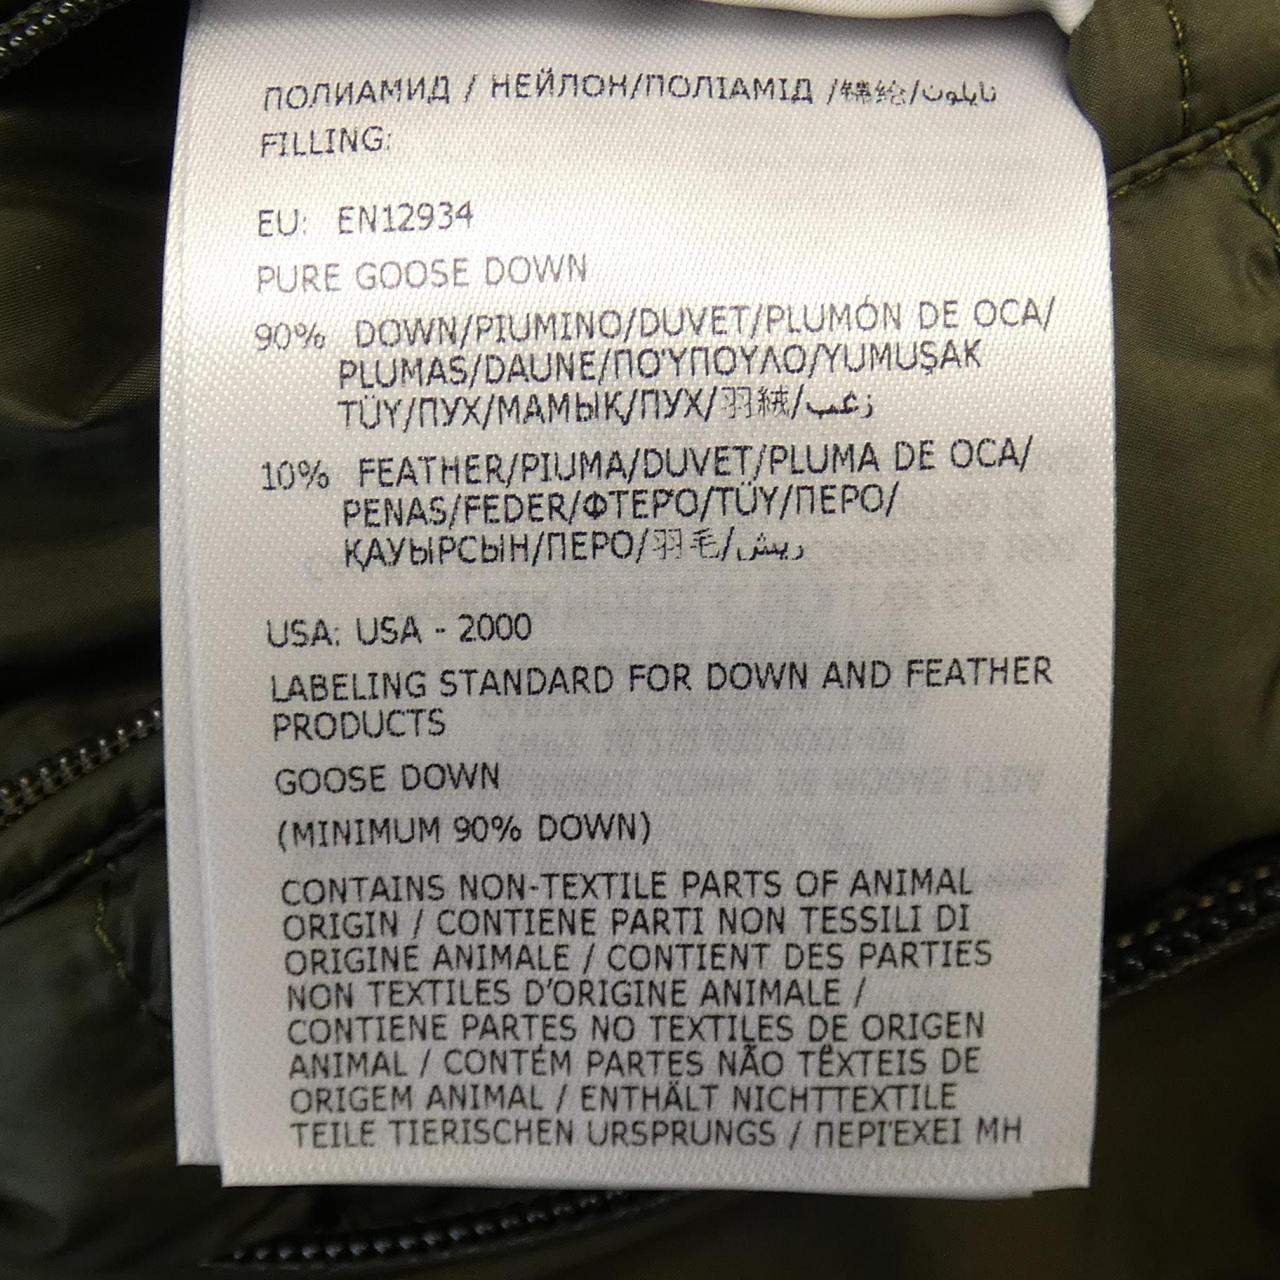 ПОЛИАМИД / НЕЙЛОН/ПОЛІАМІД /锦纶/نايلون
FILLING:
EU: EN12934
PURE GOOSE DOWN
90% DOWN/PIUMINO/DUVET/PLUMÓN DE OCA/
PLUMAS/DAUNE/ΠΟΎΠΟΥΛΟ/YUMUŞAK
TÜY/ПУХ/МАМЫҚ/ПУХ/羽絨/زغب
10% FEATHER/PIUMA/DUVET/PLUMA DE OCA/
PENAS/FEDER/ΦΤΕΡΌ/TÜY/ПЕРО/
ҚАУЫРСЫН/ПЕРО/羽毛/ريش
USA: USA - 2000
LABELING STANDARD FOR DOWN AND FEATHER
PRODUCTS
GOOSE DOWN
(MINIMUM 90% DOWN)
CONTAINS NON-TEXTILE PARTS OF ANIMAL
ORIGIN / CONTIENE PARTI NON TESSILI DI
ORIGINE ANIMALE / CONTIENT DES PARTIES
NON TEXTILES D'ORIGINE ANIMALE /
CONTIENE PARTES NO TEXTILES DE ORIGEN
ANIMAL / CONTÉM PARTES NÃO TÊXTEIS DE
ORIGEM ANIMAL / ENTHÄLT NICHTTEXTILE
TEILE TIERISCHEN URSPRUNGS / ΠΕΡΙΈΧΕΙ ΜΗ